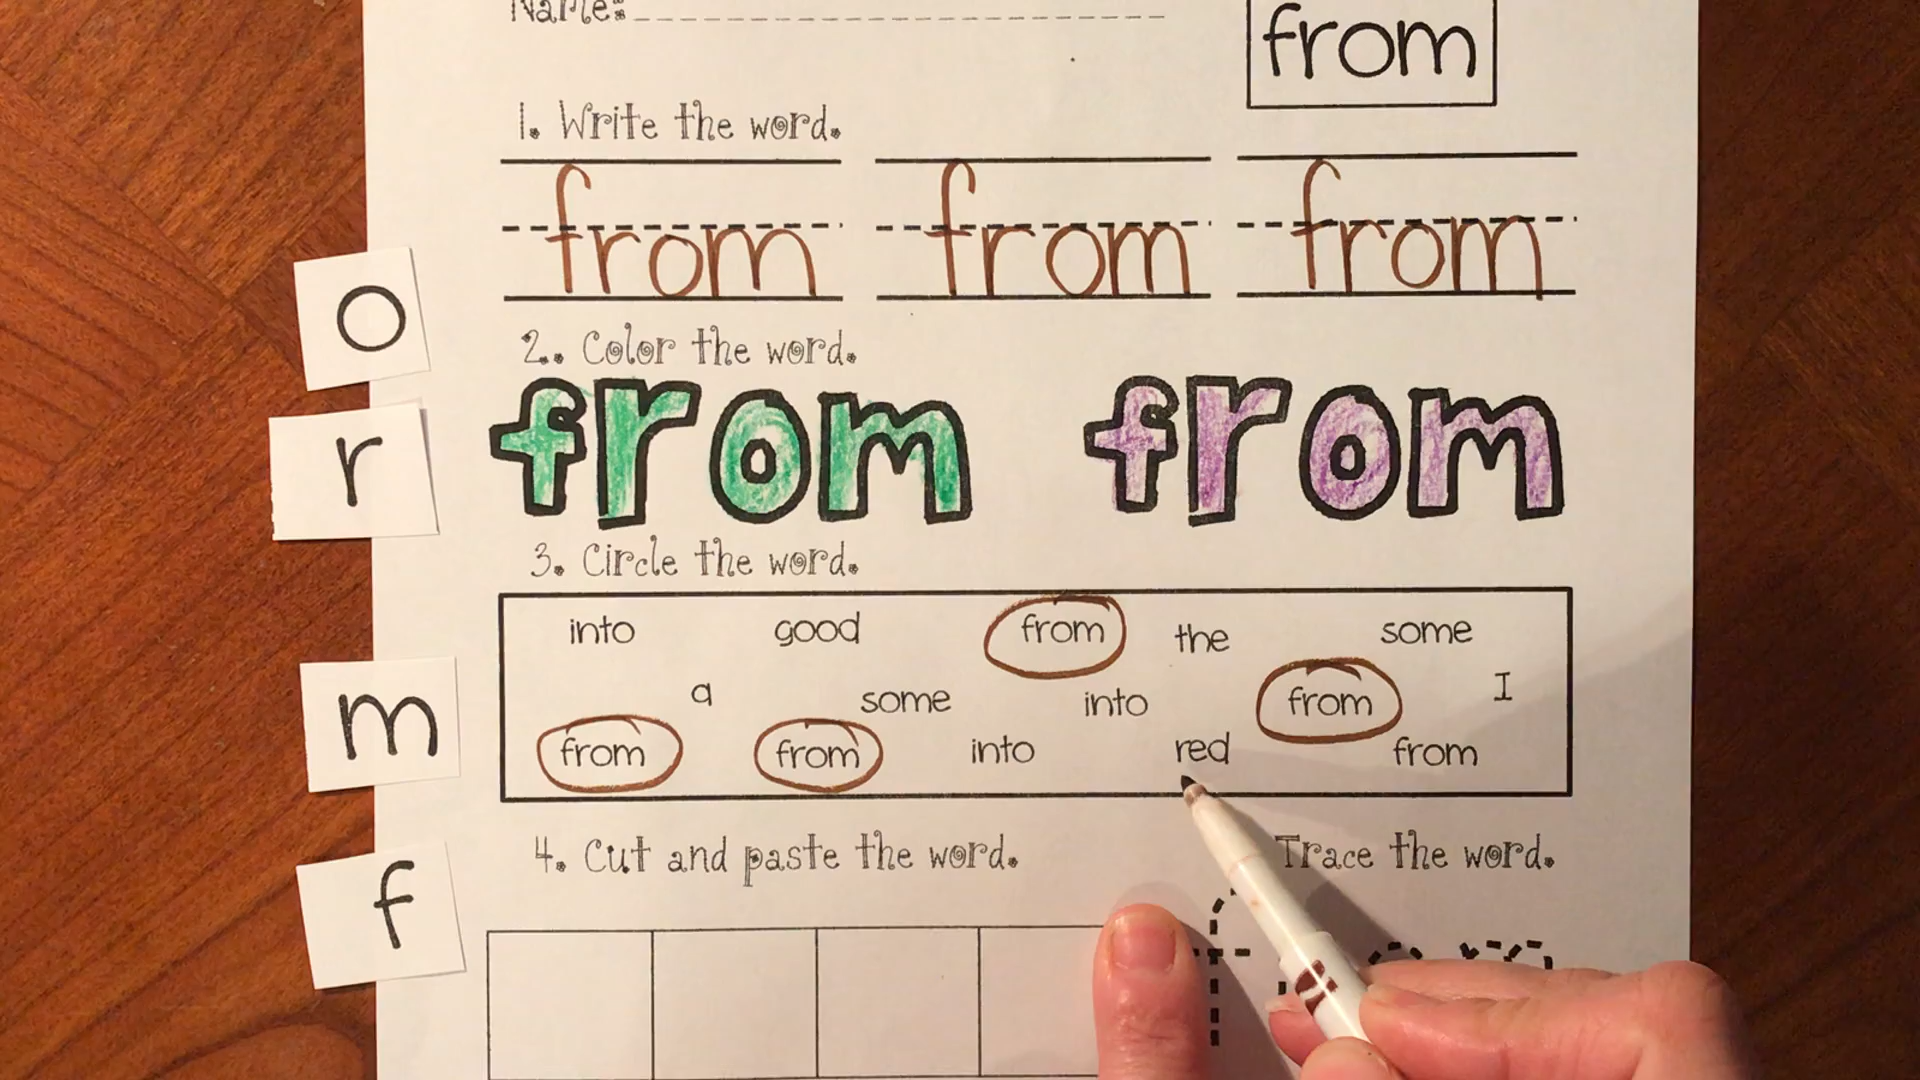 Name:
from
1. Write the word.
from from from
o
2. Color the word.
from from
r
3. Circle the word.
into good from the some
a some into from I
from from into red from
m
4. Cut and paste the word. Trace the word.
f